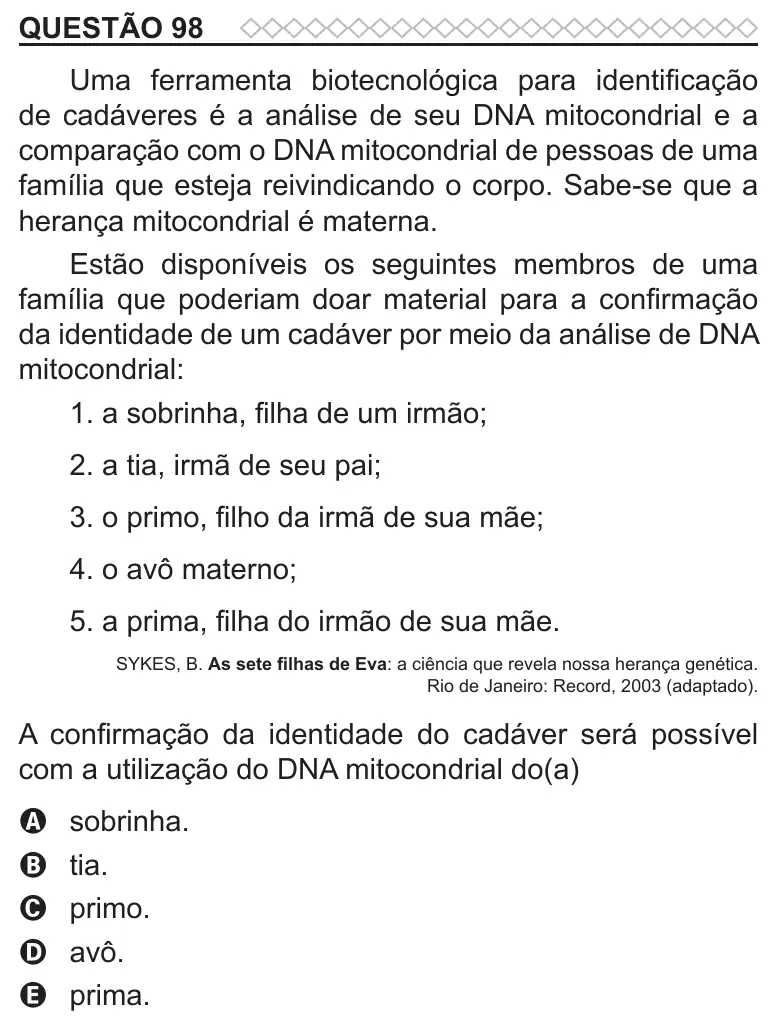 QUESTÃO 98
Uma ferramenta biotecnológica para identificação
de cadáveres é a análise de seu DNA mitocondrial e a
comparação com o DNA mitocondrial de pessoas de uma
família que esteja reivindicando o corpo. Sabe-se que a
herança mitocondrial é materna.
Estão disponíveis os seguintes membros de uma
família que poderiam doar material para a confirmação
da identidade de um cadáver por meio da análise de DNA
mitocondrial:
1. a sobrinha, filha de um irmão;
2. a tia, irmã de seu pai;
3. o primo, filho da irmã de sua mãe;
4. o avô materno;
5. a prima, filha do irmão de sua mãe.
SYKES, B. As sete filhas de Eva: a ciência que revela nossa herança genética.
Rio de Janeiro: Record, 2003 (adaptado).
A confirmação da identidade do cadáver será possível
com a utilização do DNA mitocondrial do(a)
A sobrinha.
B tia.
C primo.
D avô.
E prima.